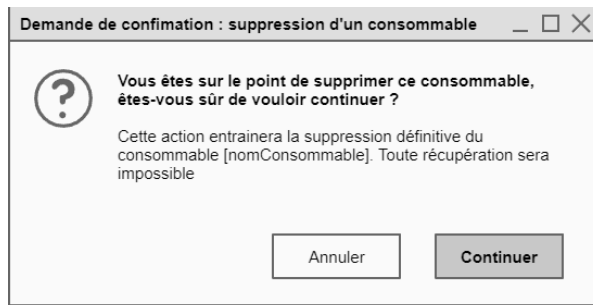 Demande de confimation : suppression d'un consommable
Vous êtes sur le point de supprimer ce consommable,
êtes-vous sûr de vouloir continuer ?
Cette action entrainera la suppression définitive du
consommable [nomConsommable]. Toute récupération sera
impossible
Annuler
Continuer